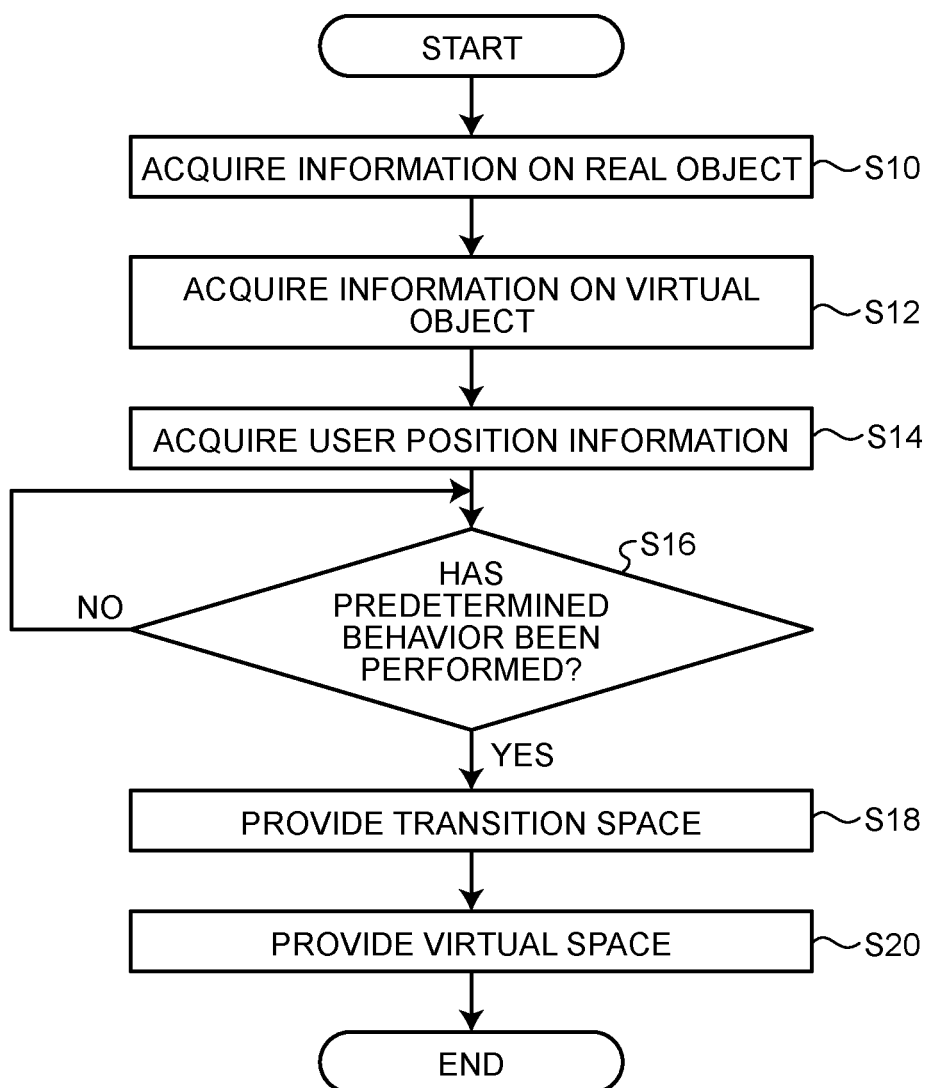 START
ACQUIRE INFORMATION ON REAL OBJECT
S10
ACQUIRE INFORMATION ON VIRTUAL
OBJECT
S12
ACQUIRE USER POSITION INFORMATION
S14
S16
HAS
PREDETERMINED
BEHAVIOR BEEN
PERFORMED?
NO
YES
PROVIDE TRANSITION SPACE
S18
PROVIDE VIRTUAL SPACE
S20
END